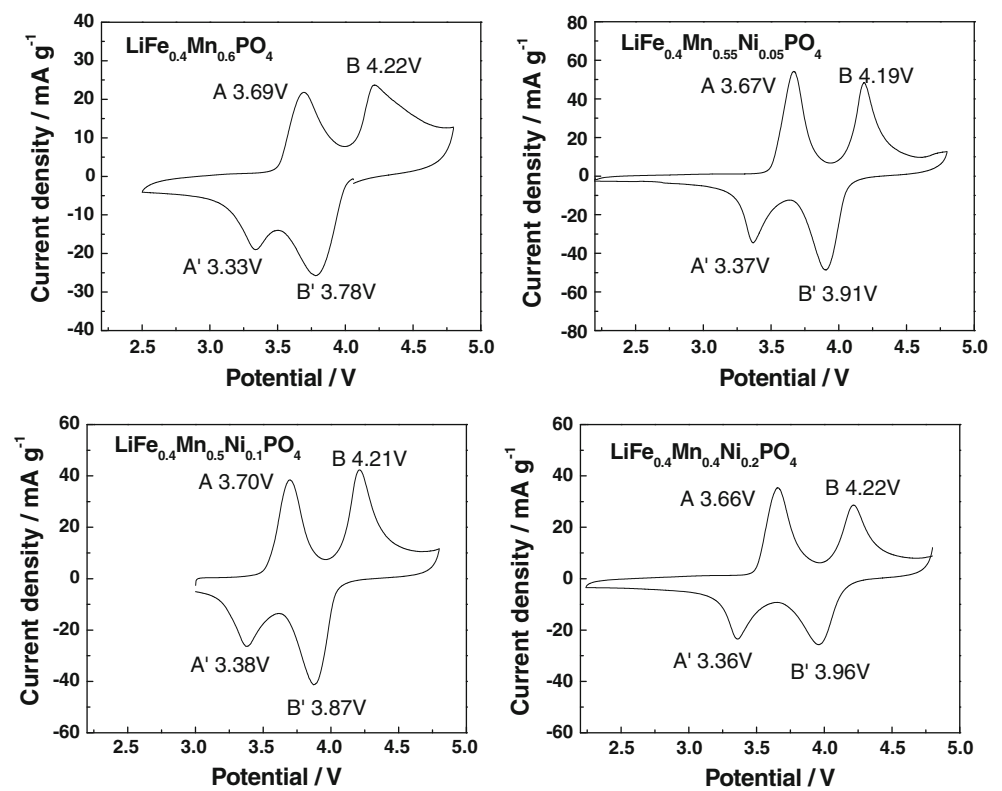 LiFe0.4Mn0.6PO4
A 3.69V
B 4.22V
A' 3.33V
B' 3.78V
Current density / mA g-1
40
30
20
10
0
-10
20
30
-40
2.5 3.0 3.5 4.0 4.5 5.0
Potential / V
LiFe0.4Mn0.55Ni0.05PO4
A 3.67V
B 4.19V
A' 3.37V
B' 3.91V
Current density / mA g-1
80
60
40
20
0
-20
-40
-60
-80
2.5 3.0 3.5 4.0 4.5 5.0
Potential / V
LiFe0.4Mn0.5Ni0.1PO4
A 3.70V
B 4.21V
A' 3.38V
B' 3.87V
Current density / mA g-1
60
40
20
0
-20
-40
-60
2.5 3.0 3.5 4.0 4.5 5.0
Potential / V
LiFe0.4Mn0.4Ni0.2PO4
A 3.66V
B 4.22V
A' 3.36V
B' 3.96V
Current density / mA g-1
60
40
20
0
-20
-40
-60
2.5 3.0 3.5 4.0 4.5 5.0
Potential / V